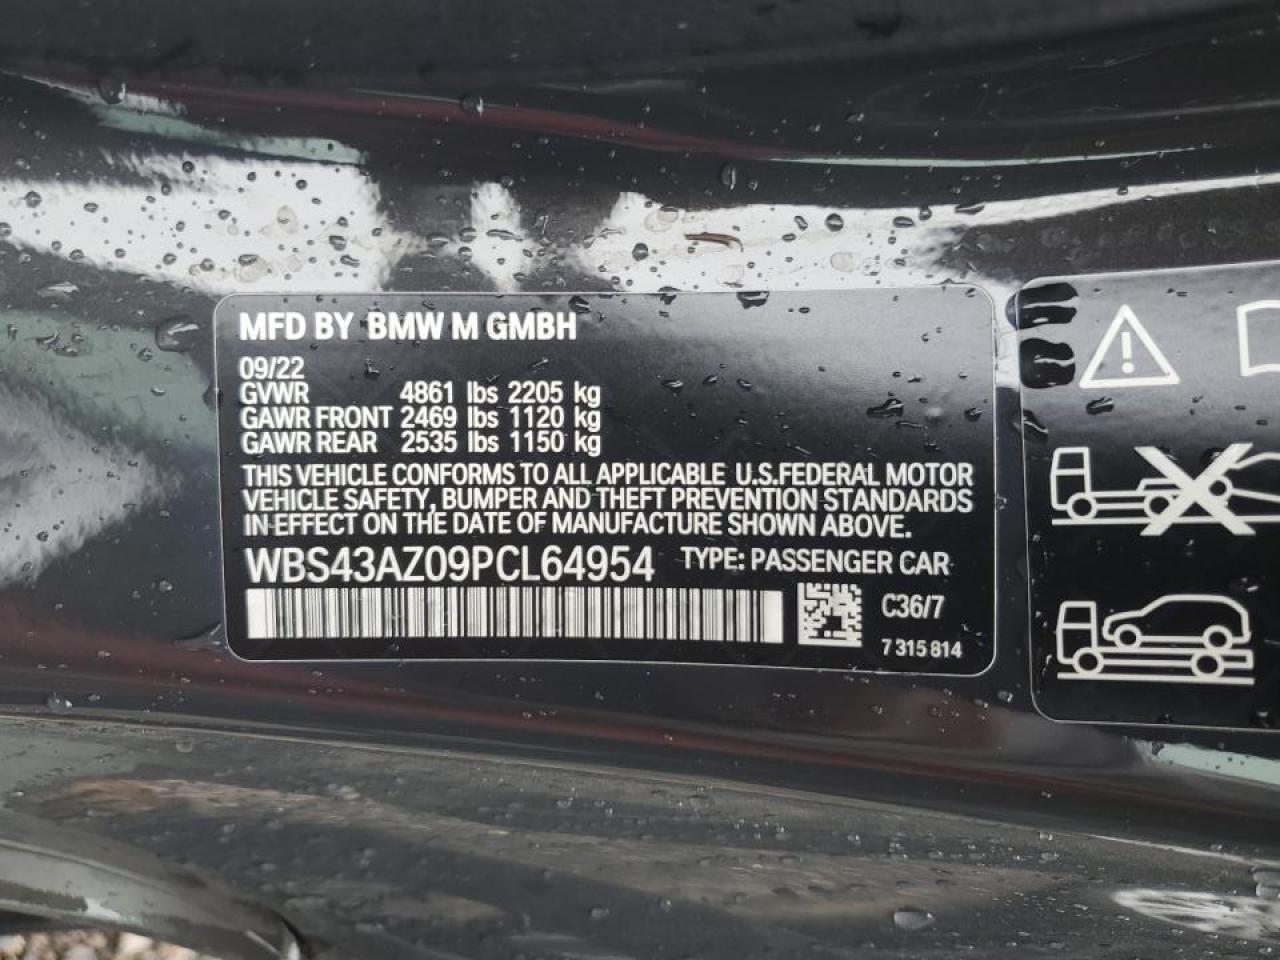 MFD BY BMW M GMBH
09/22
GVWR 4861 lbs 2205 kg
GAWR FRONT 2469 lbs 1120 kg
GAWR REAR 2535 lbs 1150 kg
THIS VEHICLE CONFORMS TO ALL APPLICABLE U.S.FEDERAL MOTOR
VEHICLE SAFETY, BUMPER AND THEFT PREVENTION STANDARDS
IN EFFECT ON THE DATE OF MANUFACTURE SHOWN ABOVE.
WBS43AZ09PCL64954 TYPE: PASSENGER CAR
C36/7
7 315 814